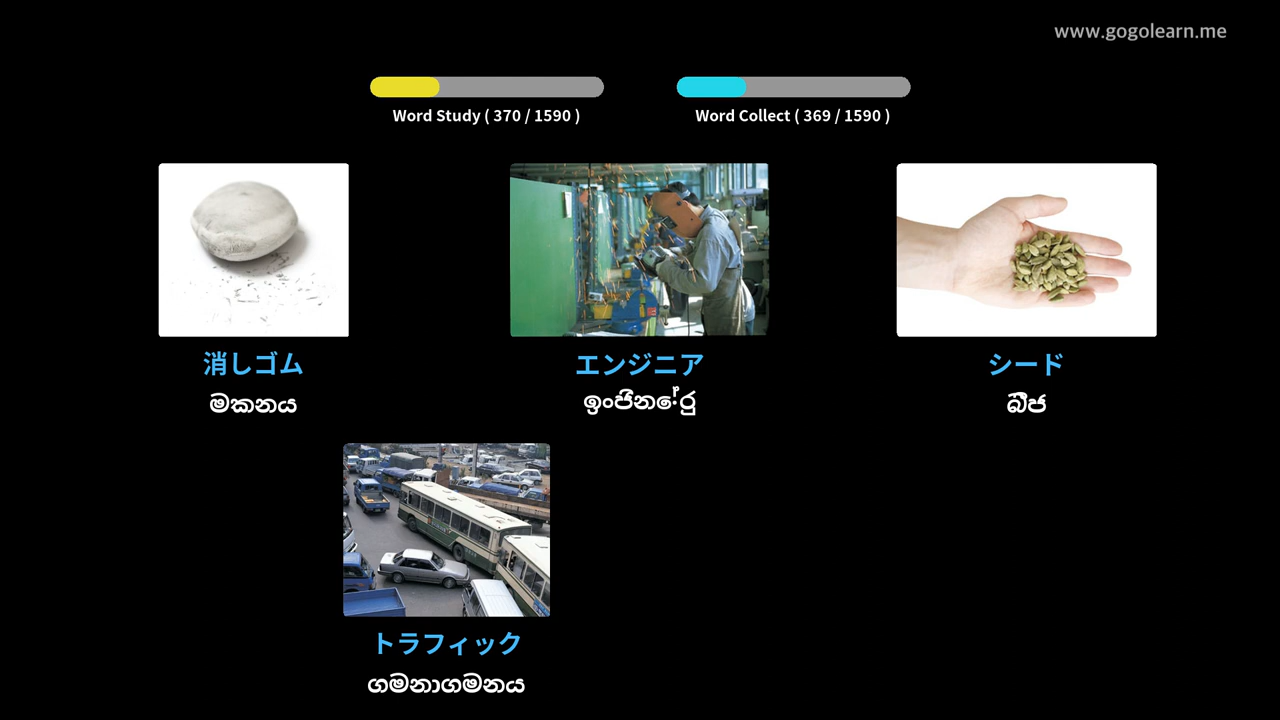 www.gogolearn.me
Word Study ( 370 / 1590 )
Word Collect ( 369 / 1590 )
消しゴム
මකනය
エンジニア
ඉංජිනේරු
シード
බීජ
トラフィック
ගමනාගමනය